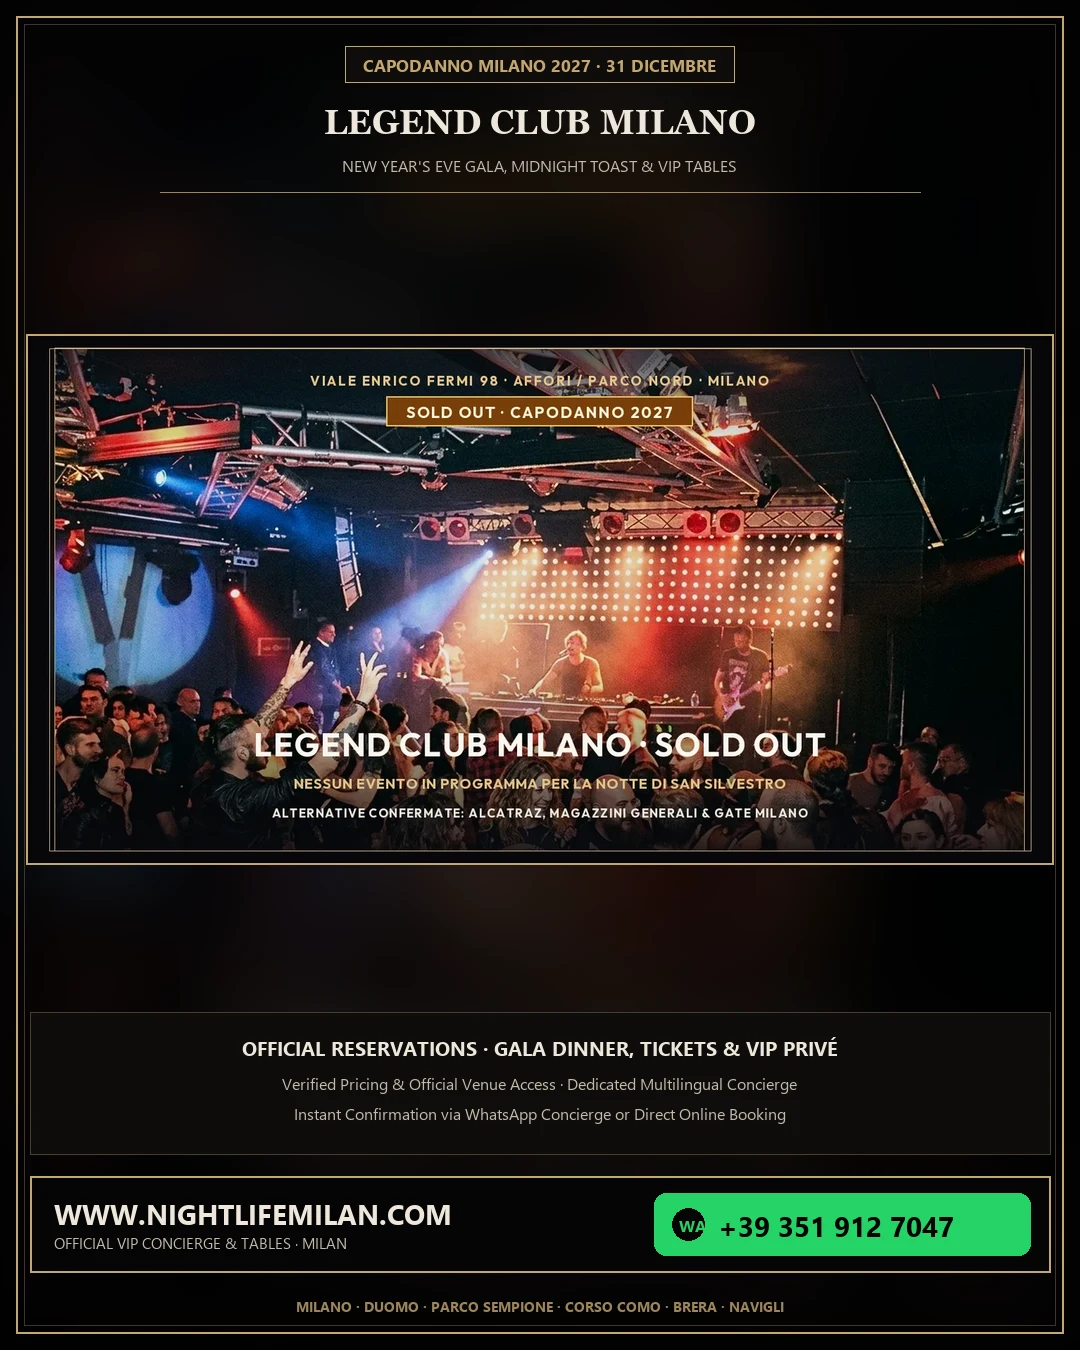 CAPODANNO MILANO 2027 · 31 DICEMBRE
LEGEND CLUB MILANO
NEW YEAR'S EVE GALA, MIDNIGHT TOAST & VIP TABLES
VIALE ENRICO FERMI 98 · AFFORI / PARCO NORD · MILANO
SOLD OUT · CAPODANNO 2027
LEGEND CLUB MILANO · SOLD OUT
NESSUN EVENTO IN PROGRAMMA PER LA NOTTE DI SAN SILVESTRO
ALTERNATIVE CONFERMATE: ALCATRAZ, MAGAZZINI GENERALI & GATE MILANO
OFFICIAL RESERVATIONS · GALA DINNER, TICKETS & VIP PRIVÉ
Verified Pricing & Official Venue Access · Dedicated Multilingual Concierge
Instant Confirmation via WhatsApp Concierge or Direct Online Booking
WWW.NIGHTLIFEMILAN.COM
OFFICIAL VIP CONCIERGE & TABLES · MILAN
WA +39 351 912 7047
MILANO · DUOMO · PARCO SEMPIONE · CORSO COMO · BRERA · NAVIGLI